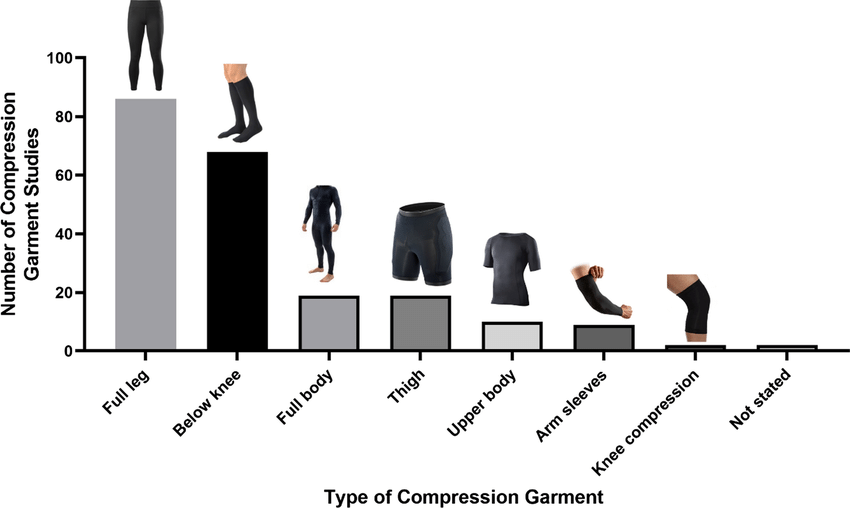 Number of Compression
Garment Studies
100
80
60
40
20
0
Full leg
Below knee
Full body
Thigh
Upper body
Arm sleeves
Knee compression
Not stated
Type of Compression Garment